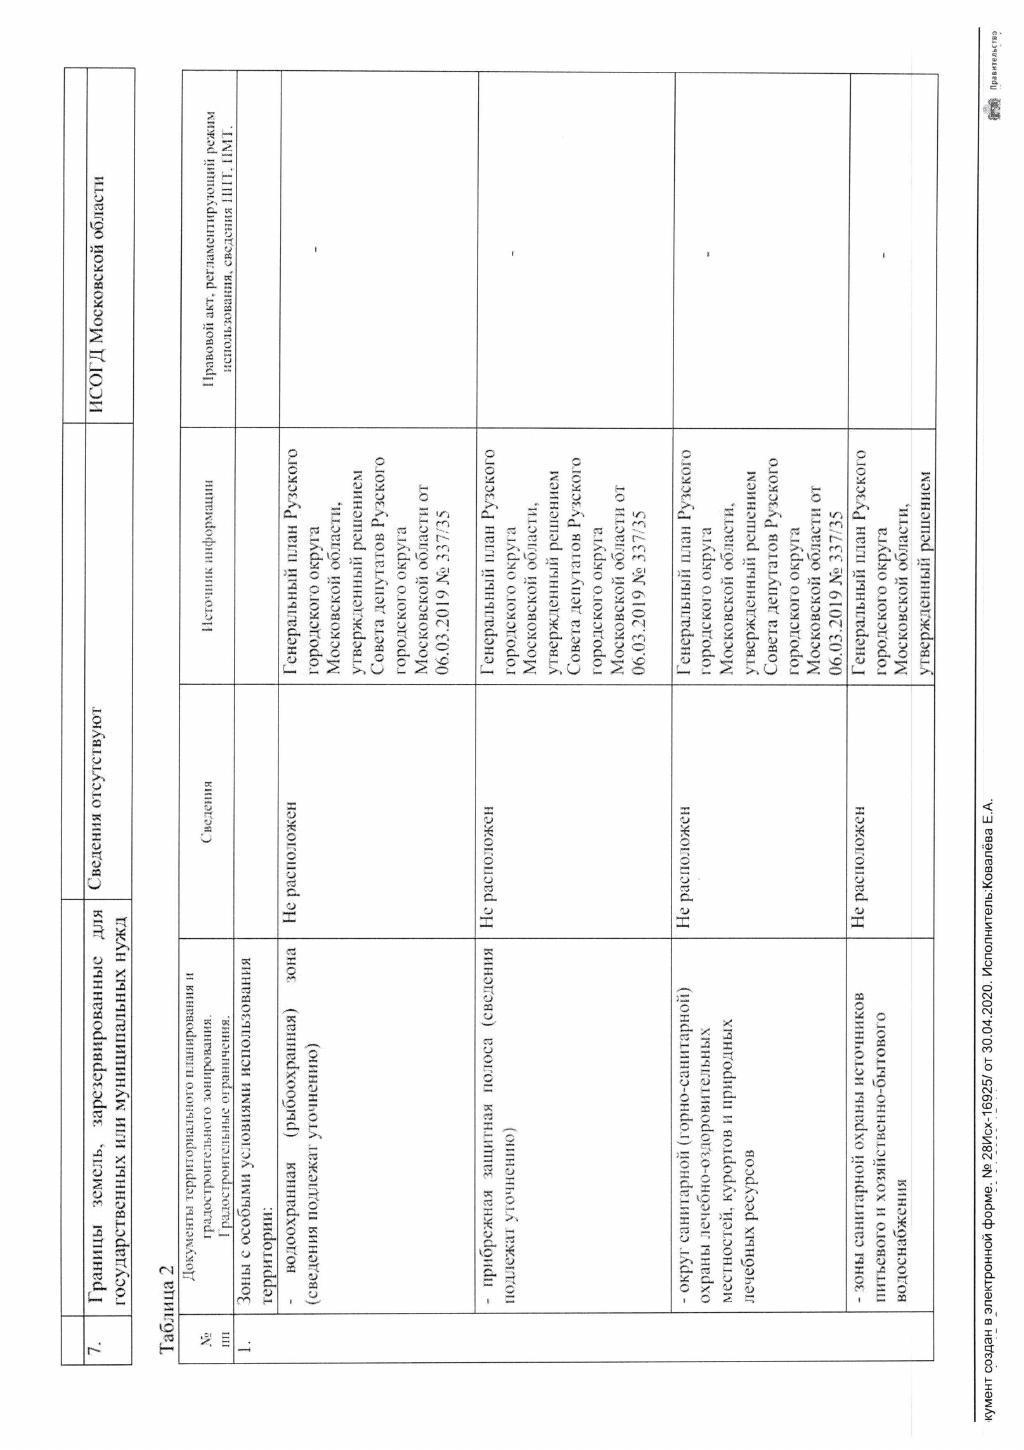 7.
Границы земель, зарезервированные для
государственных или муниципальных нужд
Сведения отсутствуют
ИСОГД Московской области
Таблица 2
№
пп
Документы территориального планирования и
градостроительного зонирования.
Градостроительные ограничения.
Сведения
Источник информации
Правовой акт, регламентирующий режим
использования, сведения ППТ, ПМТ.
1.
Зоны с особыми условиями использования
территории:
- водоохранная (рыбоохранная) зона
(сведения подлежат уточнению)
Не расположен
Генеральный план Рузского
городского округа
Московской области,
утвержденный решением
Совета депутатов Рузского
городского округа
Московской области от
06.03.2019 № 337/35
-
- прибрежная защитная полоса (сведения
подлежат уточнению)
Не расположен
Генеральный план Рузского
городского округа
Московской области,
утвержденный решением
Совета депутатов Рузского
городского округа
Московской области от
06.03.2019 № 337/35
-
- округ санитарной (горно-санитарной)
охраны лечебно-оздоровительных
местностей, курортов и природных
лечебных ресурсов
Не расположен
Генеральный план Рузского
городского округа
Московской области,
утвержденный решением
Совета депутатов Рузского
городского округа
Московской области от
06.03.2019 № 337/35
-
- зоны санитарной охраны источников
питьевого и хозяйственно-бытового
водоснабжения
Не расположен
Генеральный план Рузского
городского округа
Московской области,
утвержденный решением
-
кумент создан в электронной форме. № 28Исх-16925/ от 30.04.2020. Исполнитель:Ковалёва Е.А.
Правительство